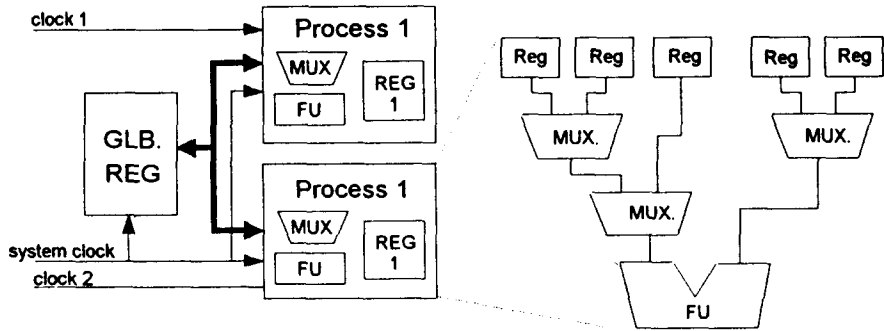 clock 1
Process 1
MUX
FU
REG
1
GLB.
REG
Process 1
MUX
FU
REG
1
system clock
clock 2
Reg
Reg
Reg
Reg
Reg
MUX.
MUX.
MUX.
FU